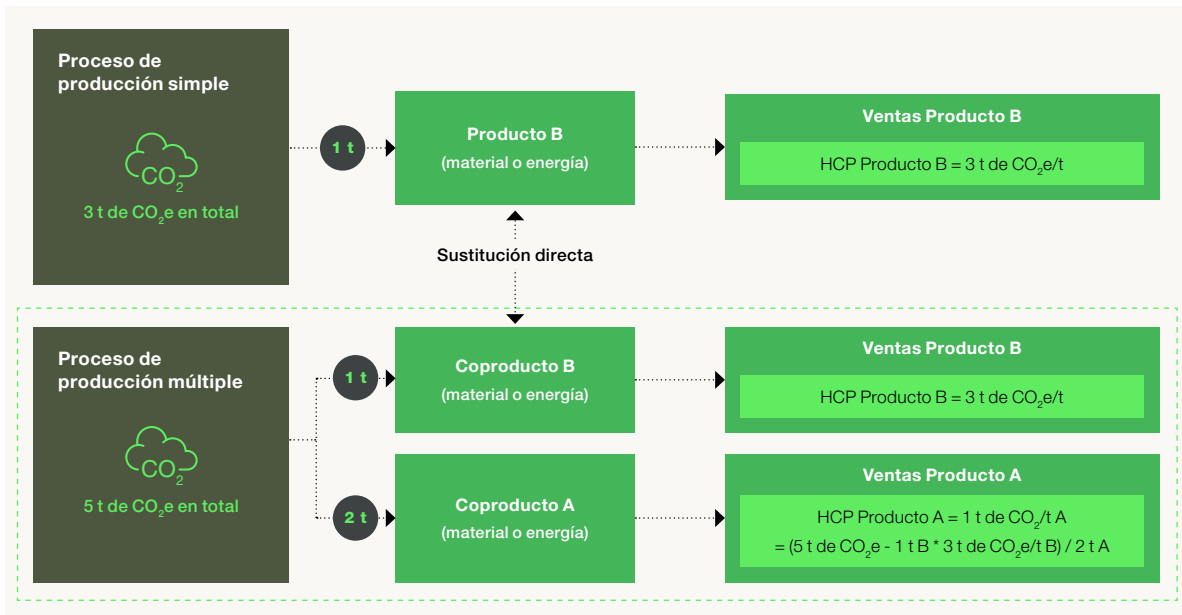 Proceso de
producción simple
CO₂
3 t de CO₂e en total
1 t
Producto B
(material o energía)
Ventas Producto B
HCP Producto B = 3 t de CO₂e/t
Sustitución directa
Proceso de
producción múltiple
CO₂
5 t de CO₂e en total
1 t
Coproducto B
(material o energía)
Ventas Producto B
HCP Producto B = 3 t de CO₂e/t
2 t
Coproducto A
(material o energía)
Ventas Producto A
HCP Producto A = 1 t de CO₂/t A
= (5 t de CO₂e - 1 t B * 3 t de CO₂e/t B) / 2 t A